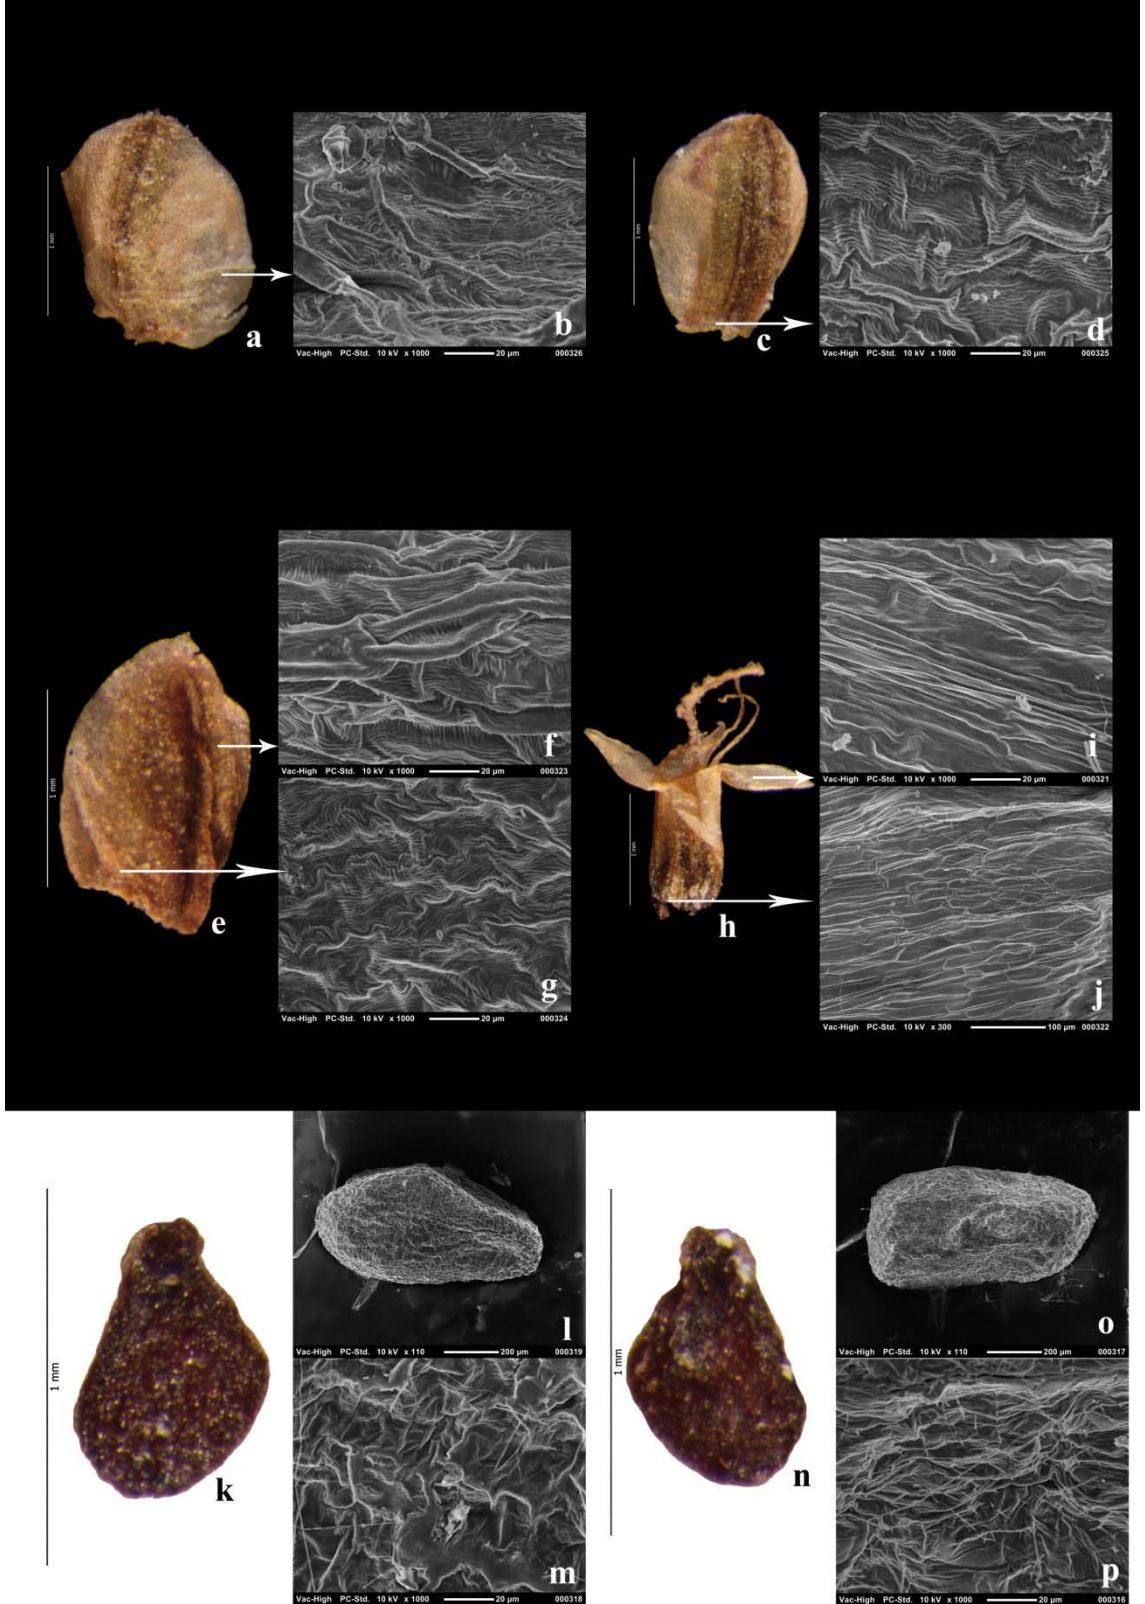 1 mm
a
b
Vac-High PC-Std. 10 kV x 1000 20 µm 000326
1 mm
c
d
Vac-High PC-Std. 10 kV x 1000 20 µm 000325
1 mm
e
f
Vac-High PC-Std. 10 kV x 1000 20 µm 000323
g
Vac-High PC-Std. 10 kV x 1000 20 µm 000324
1 mm
h
i
Vac-High PC-Std. 10 kV x 1000 20 µm 000321
j
Vac-High PC-Std. 10 kV x 300 100 µm 000322
1 mm
k
l
Vac-High PC-Std. 10 kV x 110 200 µm 000319
m
Vac-High PC-Std. 10 kV x 1000 20 µm 000318
1 mm
n
o
Vac-High PC-Std. 10 kV x 110 200 µm 000317
p
Vac-High PC-Std. 10 kV x 1000 20 µm 000316